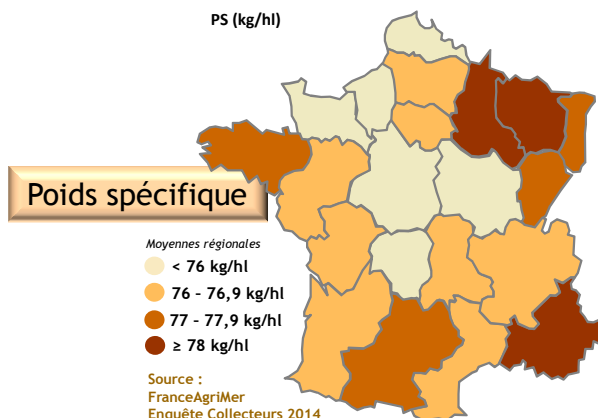 PS (kg/hl)
Poids spécifique
Moyennes régionales
< 76 kg/hl
76 - 76,9 kg/hl
77 - 77,9 kg/hl
≥ 78 kg/hl
Source :
FranceAgriMer
Enquête Collecteurs 2014